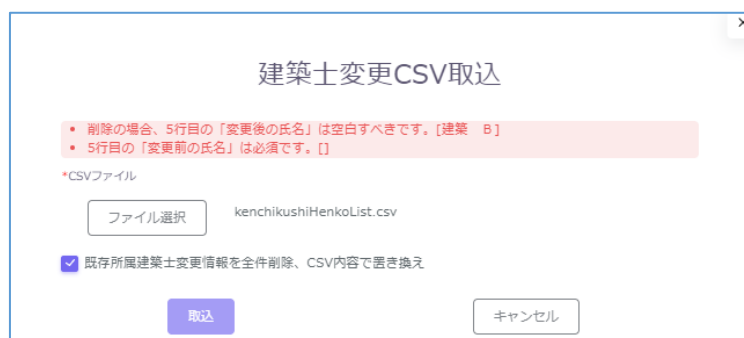 ×
建築士変更CSV取込
• 削除の場合、5行目の「変更後の氏名」は空白すべきです。[建築　B]
• 5行目の「変更前の氏名」は必須です。[]
*CSVファイル
ファイル選択 kenchikushiHenkoList.csv
既存所属建築士変更情報を全件削除、CSV内容で置き換え
取込 キャンセル